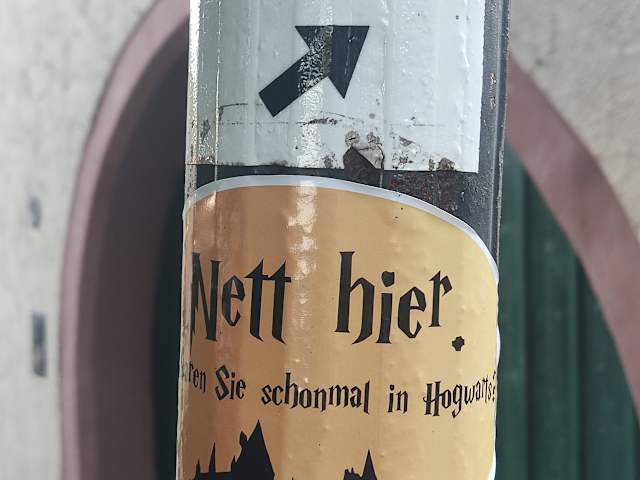 Nett hier.
Sie schonmal in Hogwarts?